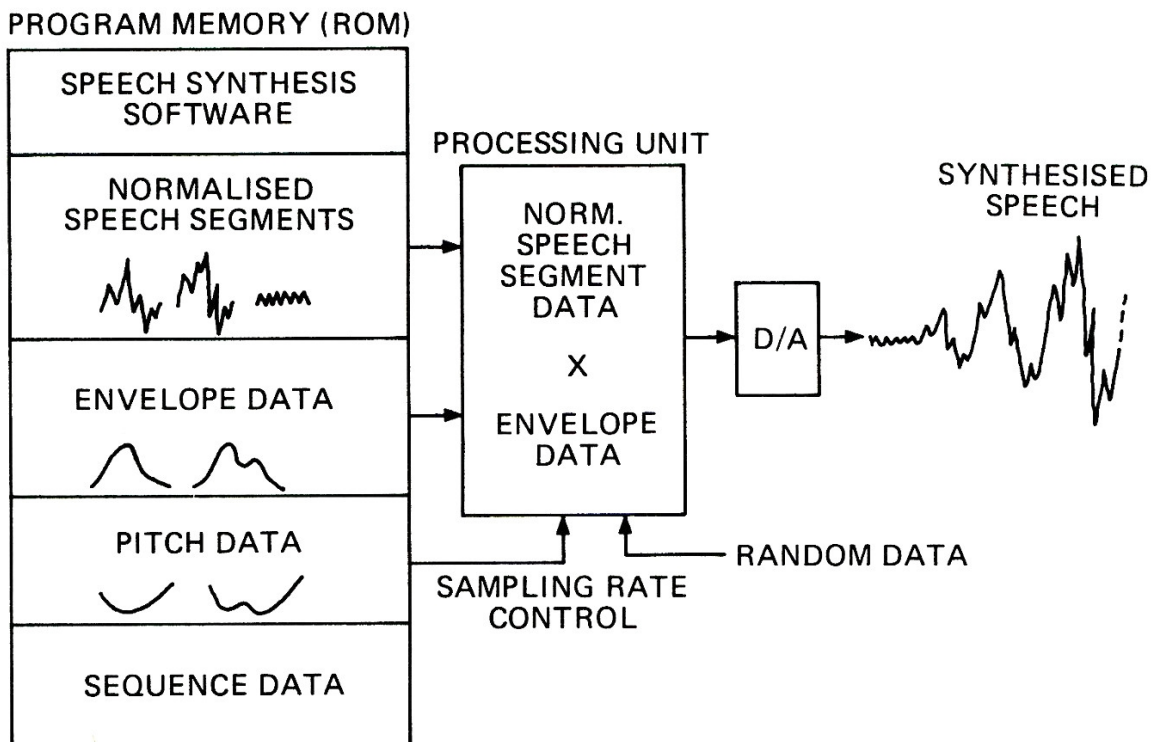 PROGRAM MEMORY (ROM)
SPEECH SYNTHESIS
SOFTWARE
NORMALISED
SPEECH SEGMENTS
ENVELOPE DATA
PITCH DATA
SEQUENCE DATA
PROCESSING UNIT
NORM.
SPEECH
SEGMENT
DATA
X
ENVELOPE
DATA
SAMPLING RATE
CONTROL
RANDOM DATA
D/A
SYNTHESISED
SPEECH